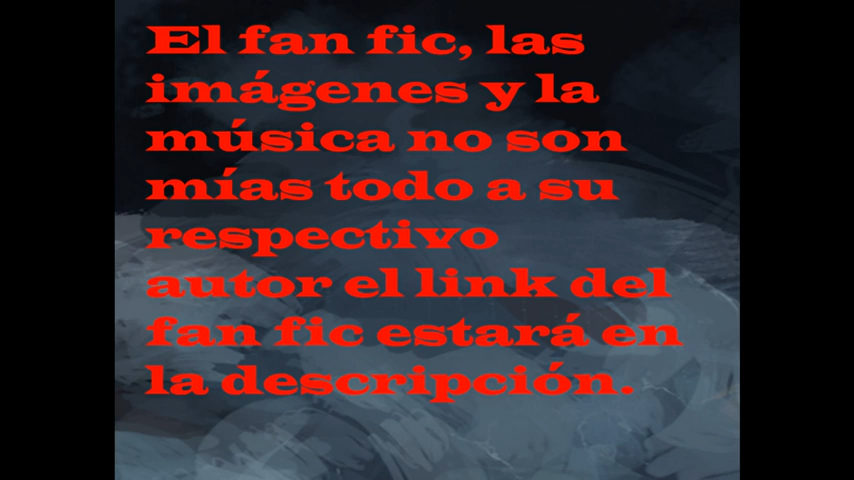 El fan fic, las
imágenes y la
música no son
mías todo a su
respectivo
autor el link del
fan fic estará en
la descripción.